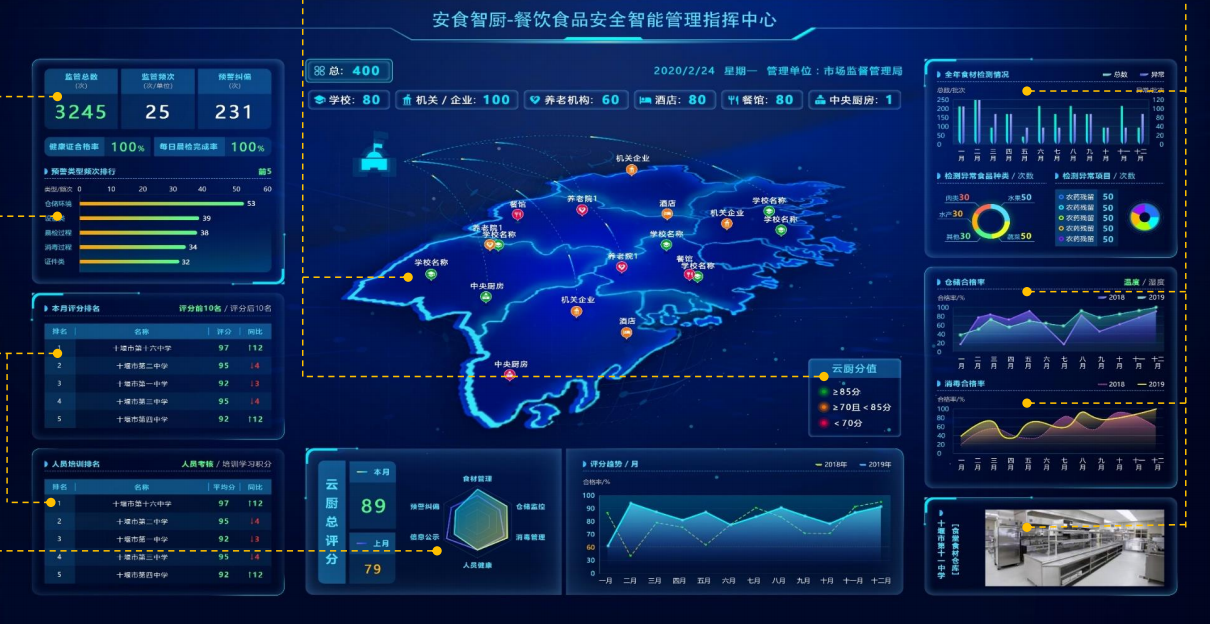 安食智厨-餐饮食品安全智能管理指挥中心
监管总数 监管频次 预警纠偏
(次) (次/单位) (次)
3245 25 231
健康证合格率 100% 每日晨检完成率 100%
预警类型频次排行 前5
类型/频次 0 10 20 30 40 50 60
仓储环境 53
39
晨检过程 38
消毒过程 34
证件类 32
本月评分排名 评分前10名 / 评分后10名
排名 名称 评分 同比
1 十堰市第十六中学 97 ↑12
2 十堰市第二中学 95 ↓4
3 十堰市第一中学 92 ↓3
4 十堰市第三中学 95 ↓4
5 十堰市第四中学 92 ↑12
人员培训排名 人员考核 / 培训学习积分
排名 名称 平均分 同比
1 十堰市第十六中学 97 ↑12
2 十堰市第二中学 95 ↓4
3 十堰市第一中学 92 ↓3
4 十堰市第三中学 95 ↓4
5 十堰市第四中学 92 ↑12
总: 400
2020/2/24 星期一 管理单位：市场监督管理局
学校: 80 机关 / 企业: 100 养老机构: 60 酒店: 80 餐馆: 80 中央厨房: 1
机关企业
养老院1
餐馆
酒店
学校名称
机关企业
学校名称
养老院1
学校名称
学校名称
养老院1
餐馆
学校名称
学校名称
中央厨房
机关企业
酒店
中央厨房
云厨分值
≥85分
≥70且＜85分
＜70分
云厨总评分
本月
89
上月
79
食材管理
仓储监控
消毒管理
人员健康
信息公示
预警纠偏
评分趋势 / 月 2018年 2019年
合格率/%
100
90
80
70
60
30
0
一月 二月 三月 四月 五月 六月 七月 八月 九月 十月 十一月 十二月
全年食材检测情况 总数 异常
总数/批次 异常/批次
250 120
200 100
150 80
100 60
50 40
0 20
0
一月 二月 三月 四月 五月 六月 七月 八月 九月 十月 十一月 十二月
检测异常食品种类 / 次数
肉类30 水果50
水产30
其他30 蔬菜50
检测异常项目 / 次数
农药残留 50
农药残留 50
农药残留 50
农药残留 50
农药残留 50
仓储合格率 温度 / 湿度
合格率/% 2018 2019
100
80
60
40
20
0
一月 二月 三月 四月 五月 六月 七月 八月 九月 十月 十一月 十二月
消毒合格率 2018 2019
合格率/%
100
80
60
40
20
0
一月 二月 三月 四月 五月 六月 七月 八月 九月 十月 十一月 十二月
十堰市第十一中学
[食堂食材仓库]